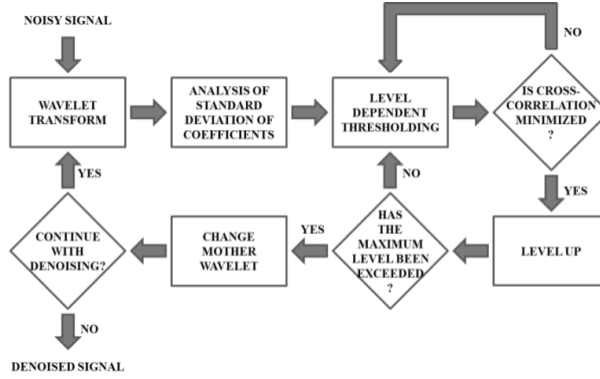 NOISY SIGNAL
NO
WAVELET
TRANSFORM
ANALYSIS OF
STANDARD
DEVIATION OF
COEFFICIENTS
LEVEL
DEPENDENT
THRESHOLDING
IS CROSS-
CORRELATION
MINIMIZED
?
YES
NO
YES
CONTINUE
WITH
DENOISING?
CHANGE
MOTHER
WAVELET
YES
HAS
THE
MAXIMUM
LEVEL BEEN
EXCEEDED
?
LEVEL UP
NO
DENOISED SIGNAL